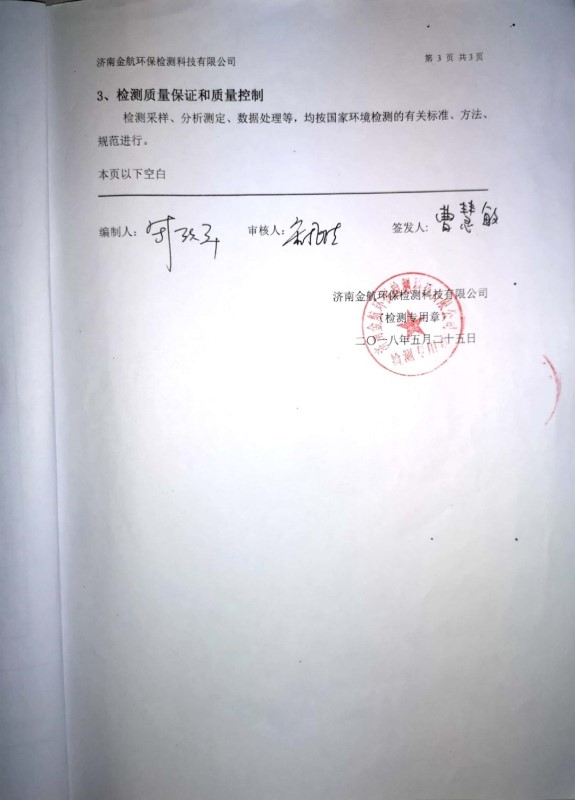 济南金航环保检测科技有限公司 第 3 页 共3页
3、检测质量保证和质量控制
检测采样、分析测定、数据处理等，均按国家环境检测的有关标准、方法、
规范进行。
本页以下空白
编制人： 审核人： 签发人： 曹慧敏
济南金航环保检测科技有限公司
（检测专用章）
二〇一八年五月二十五日